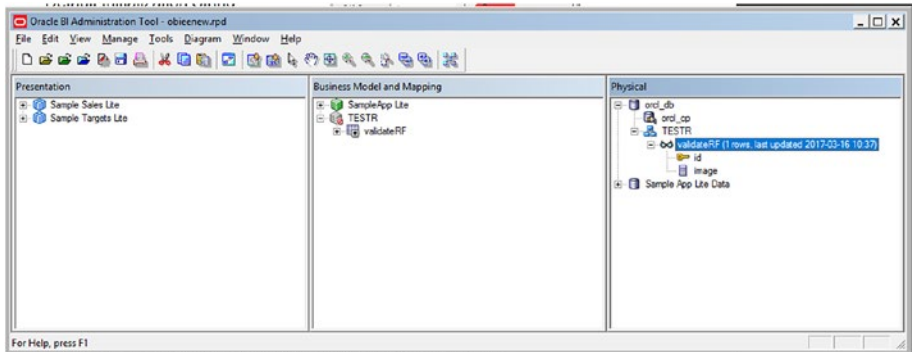 Oracle BI Administration Tool - obieenew.rpd
File Edit View Manage Tools Diagram Window Help
Presentation
Sample Sales Lite
Sample Targets Lite
Business Model and Mapping
SampleApp Lite
TESTR
validateRF
Physical
orcl_db
orcl_cp
TESTR
validateRF (1 rows, last updated 2017-03-16 10:37)
id
image
Sample App Lite Data
For Help, press F1